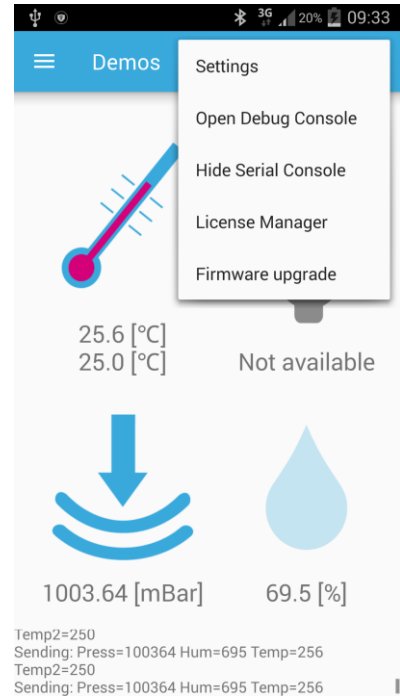 3G 20% 09:33
Demos
Settings
Open Debug Console
Hide Serial Console
License Manager
Firmware upgrade
25.6 [°C]
25.0 [°C]
Not available
1003.64 [mBar]
69.5 [%]
Temp2=250
Sending: Press=100364 Hum=695 Temp=256
Temp2=250
Sending: Press=100364 Hum=695 Temp=256